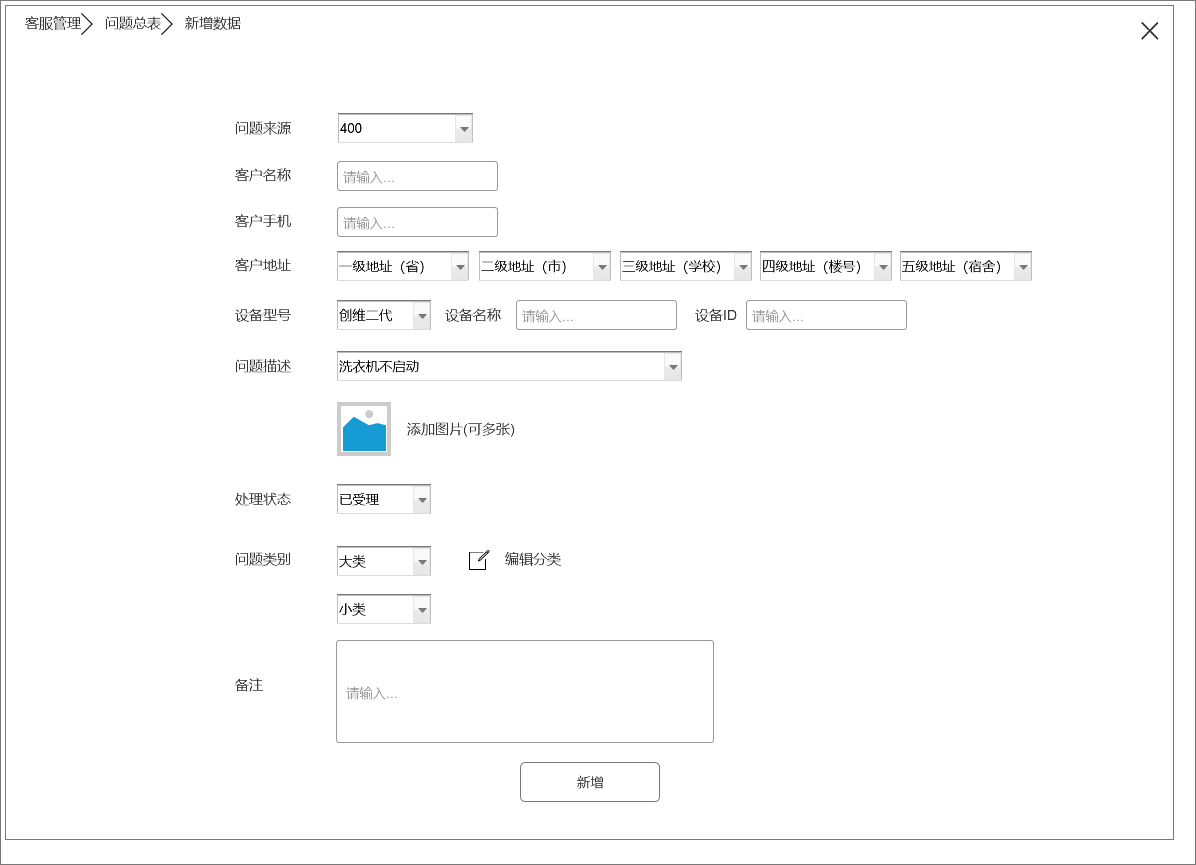 客服管理 问题总表 新增数据
问题来源 400
客户名称 请输入...
客户手机 请输入...
客户地址 一级地址（省） 二级地址（市） 三级地址（学校） 四级地址（楼号） 五级地址（宿舍）
设备型号 创维二代 设备名称 请输入... 设备ID 请输入...
问题描述 洗衣机不启动
添加图片(可多张)
处理状态 已受理
问题类别 大类 编辑分类
小类
备注 请输入...
新增